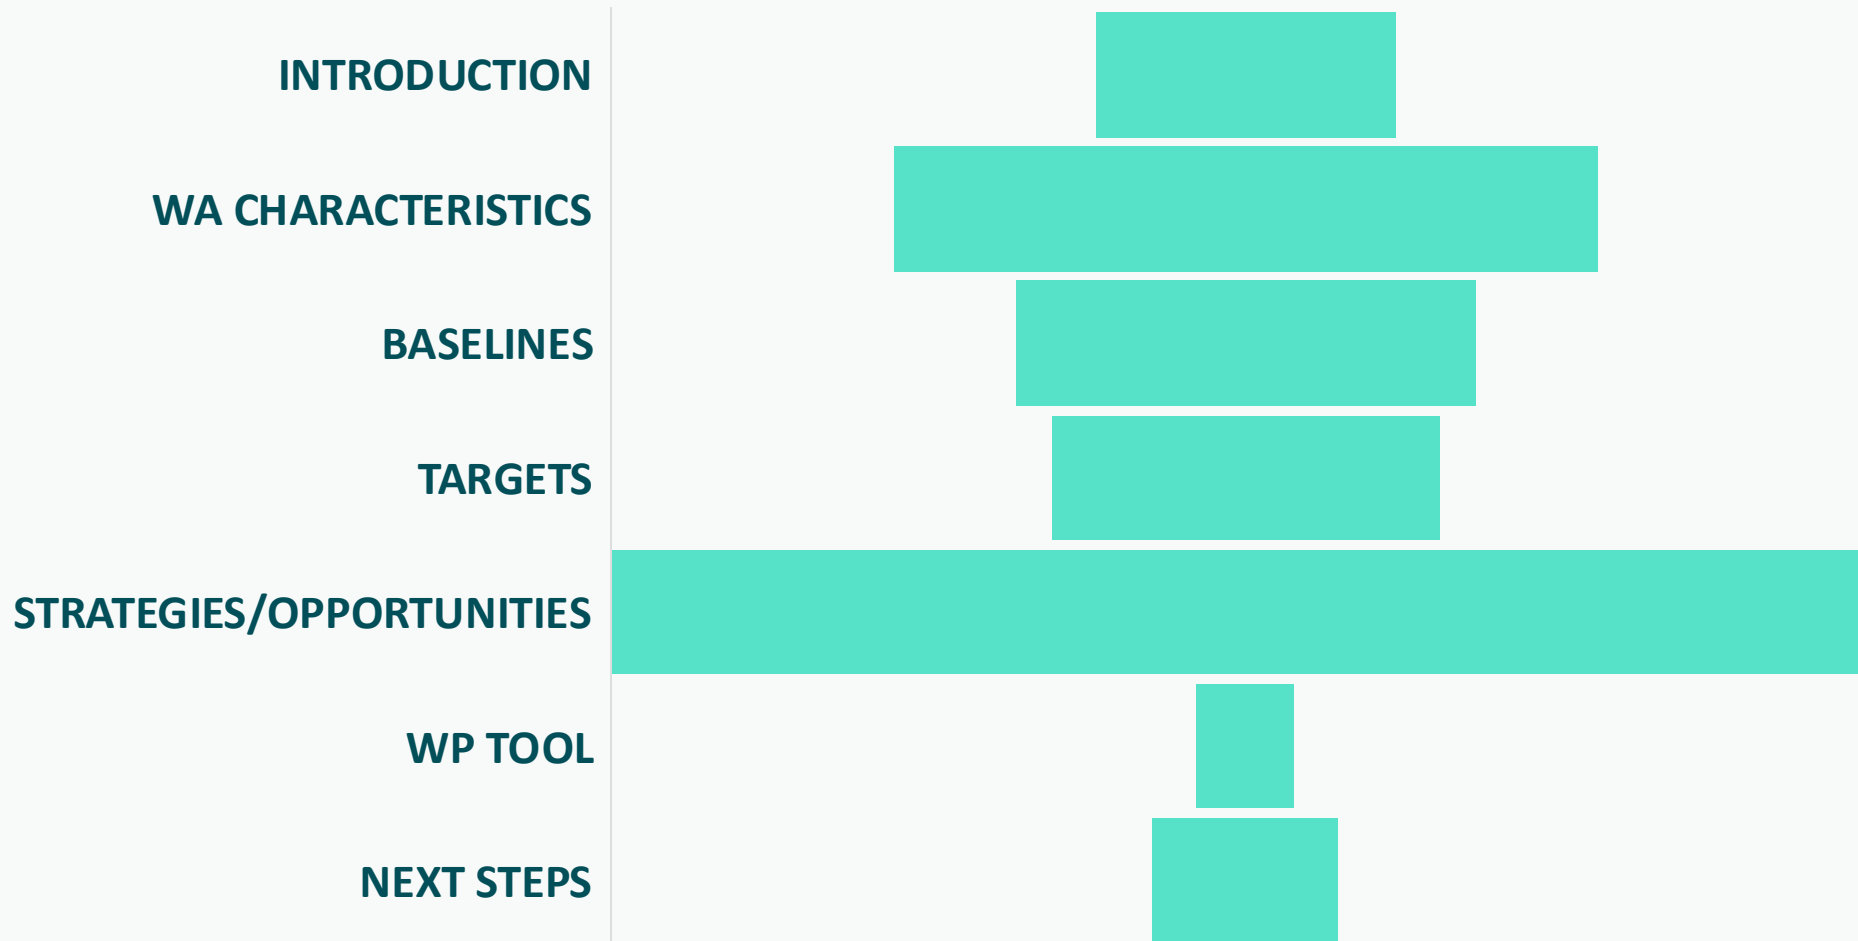 INTRODUCTION
WA CHARACTERISTICS
BASELINES
TARGETS
STRATEGIES/OPPORTUNITIES
WP TOOL
NEXT STEPS